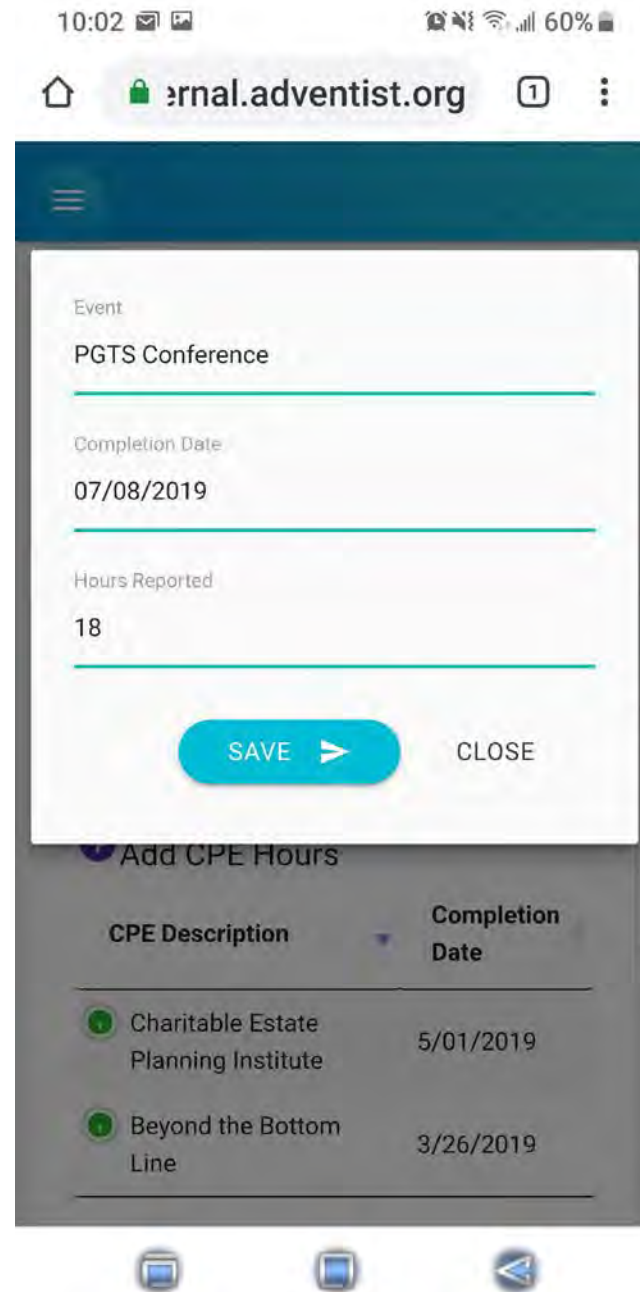 10:02 60%
ernal.adventist.org 1
Event
PGTS Conference
Completion Date
07/08/2019
Hours Reported
18
SAVE CLOSE
Add CPE Hours
CPE Description Completion
Date
Charitable Estate
Planning Institute 5/01/2019
Beyond the Bottom
Line 3/26/2019